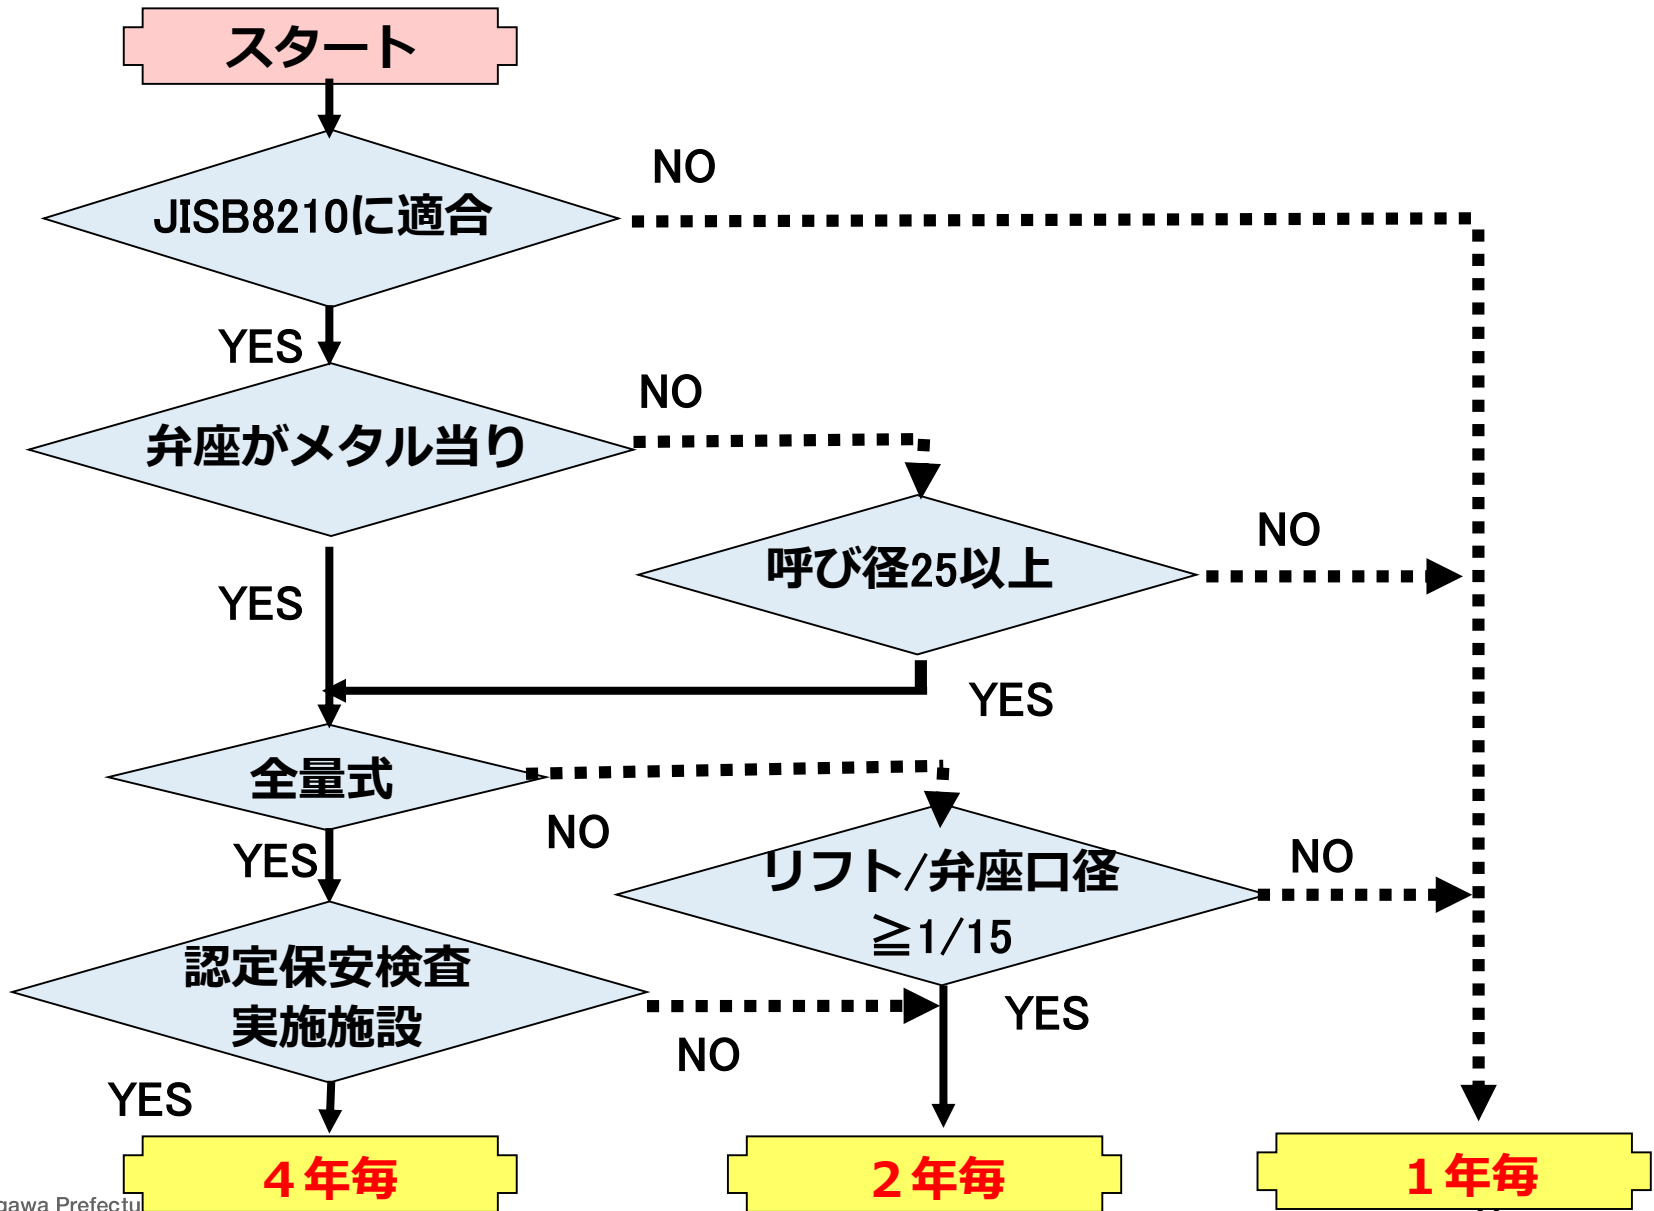 スタート
NO
JISB8210に適合
YES
NO
弁座がメタル当り
NO
呼び径25以上
YES
YES
全量式
NO
YES
NO
リフト/弁座口径
≧1/15
認定保安検査
実施施設
YES
NO
YES
４年毎
２年毎
１年毎
gawa Prefectu